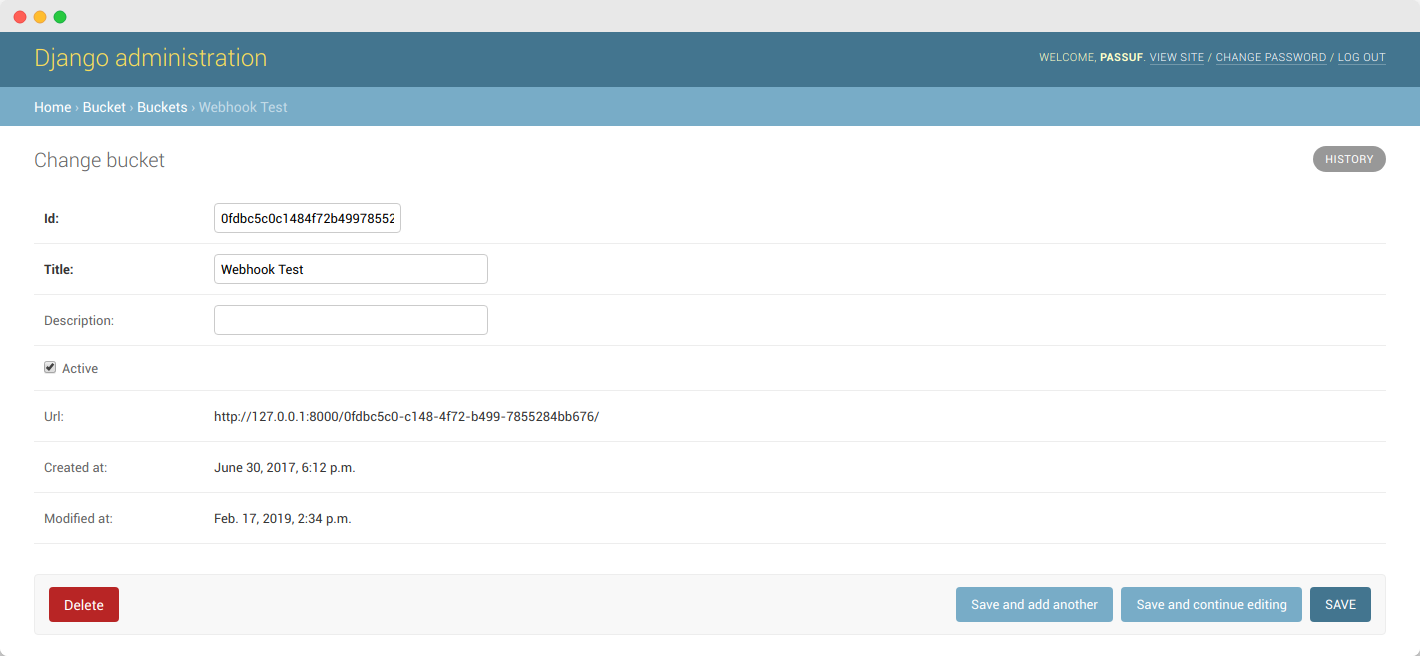 Django administration
WELCOME, PASSUF. VIEW SITE / CHANGE PASSWORD / LOG OUT
Home › Bucket › Buckets › Webhook Test
Change bucket
HISTORY
Id: 0fdbc5c0c1484f72b49978552
Title: Webhook Test
Description:
Active
Url: http://127.0.0.1:8000/0fdbc5c0-c148-4f72-b499-7855284bb676/
Created at: June 30, 2017, 6:12 p.m.
Modified at: Feb. 17, 2019, 2:34 p.m.
Delete Save and add another Save and continue editing SAVE